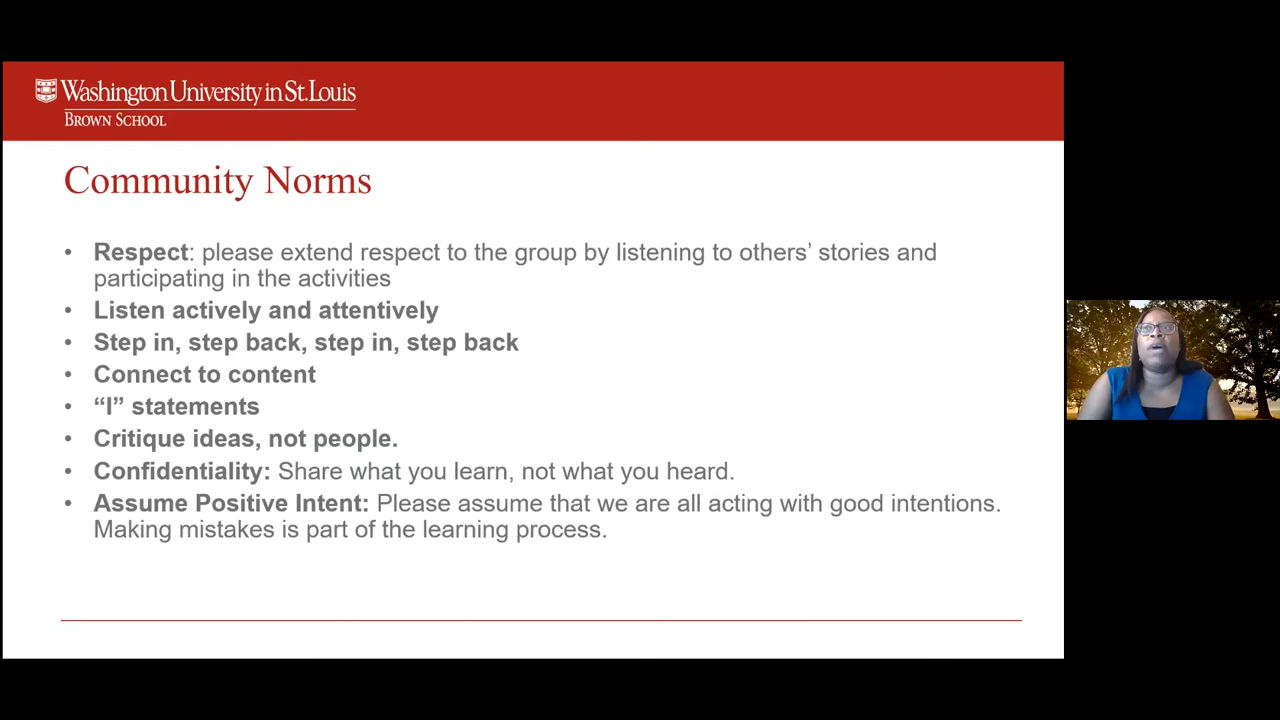 Washington University in St. Louis
BROWN SCHOOL
Community Norms
• Respect: please extend respect to the group by listening to others’ stories and
participating in the activities
• Listen actively and attentively
• Step in, step back, step in, step back
• Connect to content
• “I” statements
• Critique ideas, not people.
• Confidentiality: Share what you learn, not what you heard.
• Assume Positive Intent: Please assume that we are all acting with good intentions.
Making mistakes is part of the learning process.